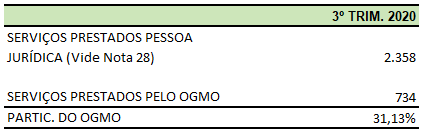 3º TRIM. 2020
SERVIÇOS PRESTADOS PESSOA
JURÍDICA (Vide Nota 28) 2.358
SERVIÇOS PRESTADOS PELO OGMO 734
PARTIC. DO OGMO 31,13%